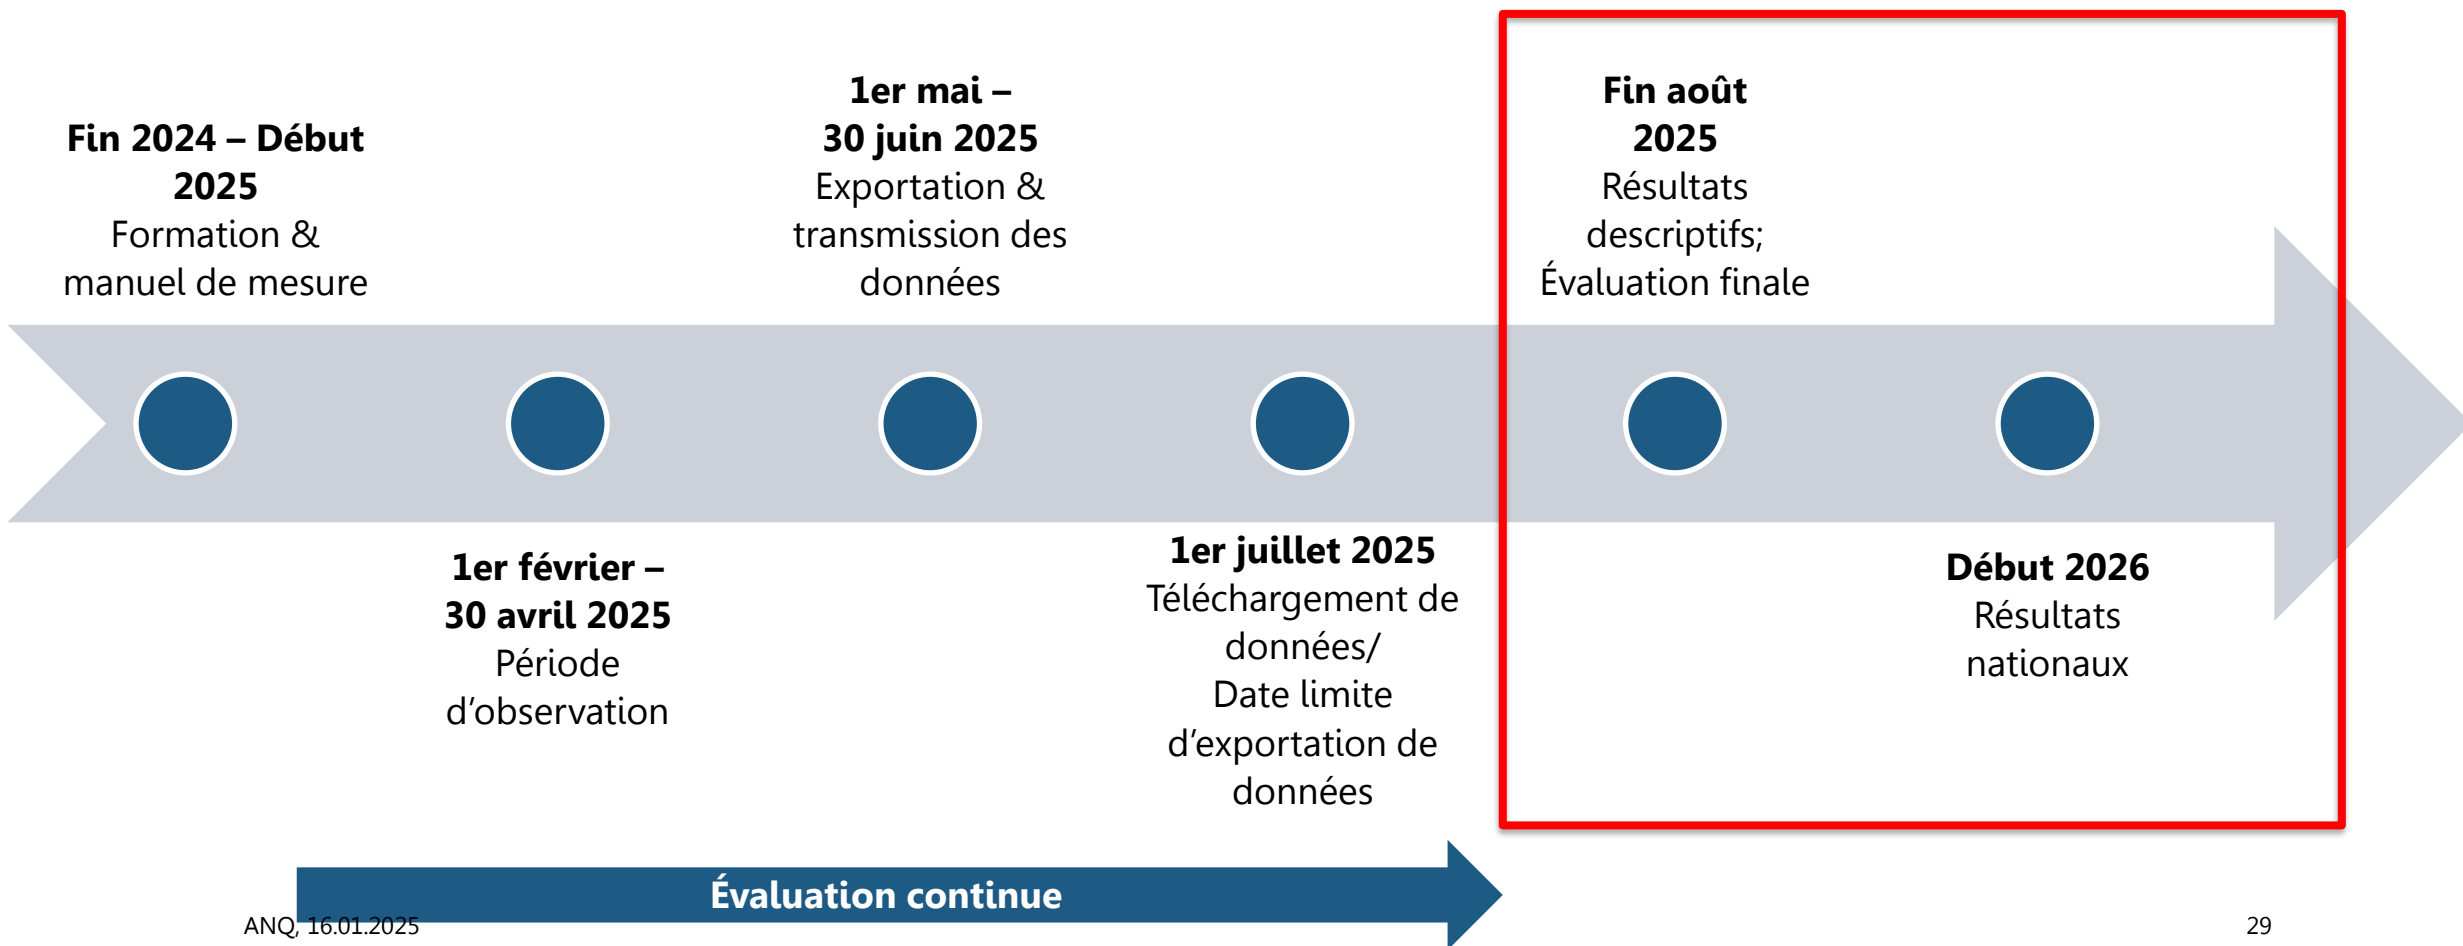 Fin 2024 – Début
2025
Formation &
manuel de mesure
1er février –
30 avril 2025
Période
d’observation
1er mai –
30 juin 2025
Exportation &
transmission des
données
1er juillet 2025
Téléchargement de
données/
Date limite
d’exportation de
données
Fin août
2025
Résultats
descriptifs;
Évaluation finale
Début 2026
Résultats
nationaux
Évaluation continue
ANQ, 16.01.2025
29